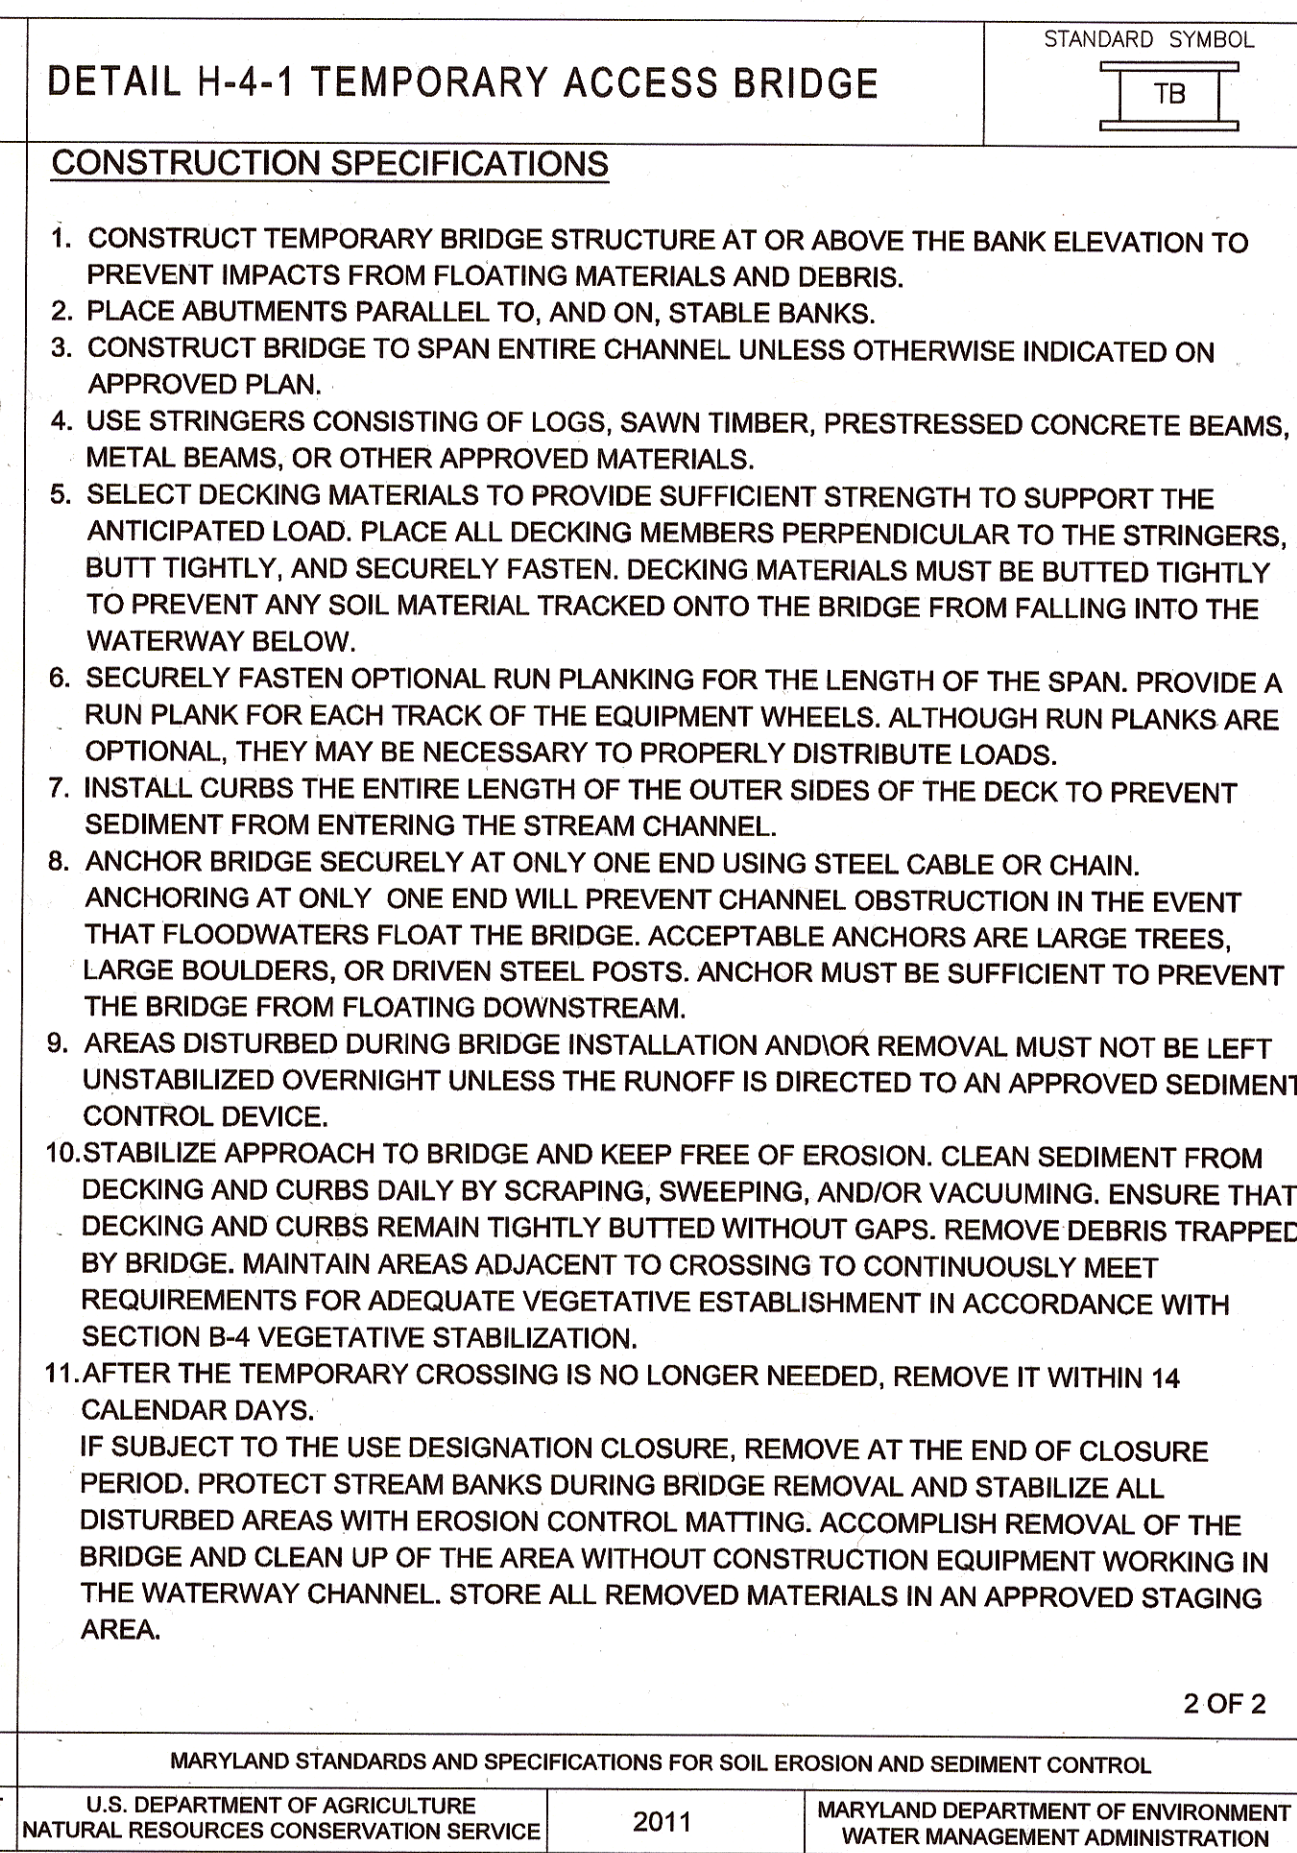 STANDARD SYMBOL
DETAIL H-4-1 TEMPORARY ACCESS BRIDGE
TB
CONSTRUCTION SPECIFICATIONS
1. CONSTRUCT TEMPORARY BRIDGE STRUCTURE AT OR ABOVE THE BANK ELEVATION TO
PREVENT IMPACTS FROM FLOATING MATERIALS AND DEBRIS.
2. PLACE ABUTMENTS PARALLEL TO, AND ON, STABLE BANKS.
3. CONSTRUCT BRIDGE TO SPAN ENTIRE CHANNEL UNLESS OTHERWISE INDICATED ON
APPROVED PLAN.
4. USE STRINGERS CONSISTING OF LOGS, SAWN TIMBER, PRESTRESSED CONCRETE BEAMS,
METAL BEAMS, OR OTHER APPROVED MATERIALS.
5. SELECT DECKING MATERIALS TO PROVIDE SUFFICIENT STRENGTH TO SUPPORT THE
ANTICIPATED LOAD. PLACE ALL DECKING MEMBERS PERPENDICULAR TO THE STRINGERS,
BUTT TIGHTLY, AND SECURELY FASTEN. DECKING MATERIALS MUST BE BUTTED TIGHTLY
TO PREVENT ANY SOIL MATERIAL TRACKED ONTO THE BRIDGE FROM FALLING INTO THE
WATERWAY BELOW.
6. SECURELY FASTEN OPTIONAL RUN PLANKING FOR THE LENGTH OF THE SPAN. PROVIDE A
RUN PLANK FOR EACH TRACK OF THE EQUIPMENT WHEELS. ALTHOUGH RUN PLANKS ARE
OPTIONAL, THEY MAY BE NECESSARY TO PROPERLY DISTRIBUTE LOADS.
7. INSTALL CURBS THE ENTIRE LENGTH OF THE OUTER SIDES OF THE DECK TO PREVENT
SEDIMENT FROM ENTERING THE STREAM CHANNEL.
8. ANCHOR BRIDGE SECURELY AT ONLY ONE END USING STEEL CABLE OR CHAIN.
ANCHORING AT ONLY ONE END WILL PREVENT CHANNEL OBSTRUCTION IN THE EVENT
THAT FLOODWATERS FLOAT THE BRIDGE. ACCEPTABLE ANCHORS ARE LARGE TREES,
LARGE BOULDERS, OR DRIVEN STEEL POSTS. ANCHOR MUST BE SUFFICIENT TO PREVENT
THE BRIDGE FROM FLOATING DOWNSTREAM.
9. AREAS DISTURBED DURING BRIDGE INSTALLATION AND\OR REMOVAL MUST NOT BE LEFT
UNSTABILIZED OVERNIGHT UNLESS THE RUNOFF IS DIRECTED TO AN APPROVED SEDIMENT
CONTROL DEVICE.
10.STABILIZE APPROACH TO BRIDGE AND KEEP FREE OF EROSION. CLEAN SEDIMENT FROM
DECKING AND CURBS DAILY BY SCRAPING, SWEEPING, AND/OR VACUUMING. ENSURE THAT
DECKING AND CURBS REMAIN TIGHTLY BUTTED WITHOUT GAPS. REMOVE DEBRIS TRAPPED
BY BRIDGE. MAINTAIN AREAS ADJACENT TO CROSSING TO CONTINUOUSLY MEET
REQUIREMENTS FOR ADEQUATE VEGETATIVE ESTABLISHMENT IN ACCORDANCE WITH
SECTION B-4 VEGETATIVE STABILIZATION.
11.AFTER THE TEMPORARY CROSSING IS NO LONGER NEEDED, REMOVE IT WITHIN 14
CALENDAR DAYS.
IF SUBJECT TO THE USE DESIGNATION CLOSURE, REMOVE AT THE END OF CLOSURE
PERIOD. PROTECT STREAM BANKS DURING BRIDGE REMOVAL AND STABILIZE ALL
DISTURBED AREAS WITH EROSION CONTROL MATTING. ACCOMPLISH REMOVAL OF THE
BRIDGE AND CLEAN UP OF THE AREA WITHOUT CONSTRUCTION EQUIPMENT WORKING IN
THE WATERWAY CHANNEL. STORE ALL REMOVED MATERIALS IN AN APPROVED STAGING
AREA.
2 OF 2
MARYLAND STANDARDS AND SPECIFICATIONS FOR SOIL EROSION AND SEDIMENT CONTROL
U.S. DEPARTMENT OF AGRICULTURE
NATURAL RESOURCES CONSERVATION SERVICE
2011
MARYLAND DEPARTMENT OF ENVIRONMENT
WATER MANAGEMENT ADMINISTRATION